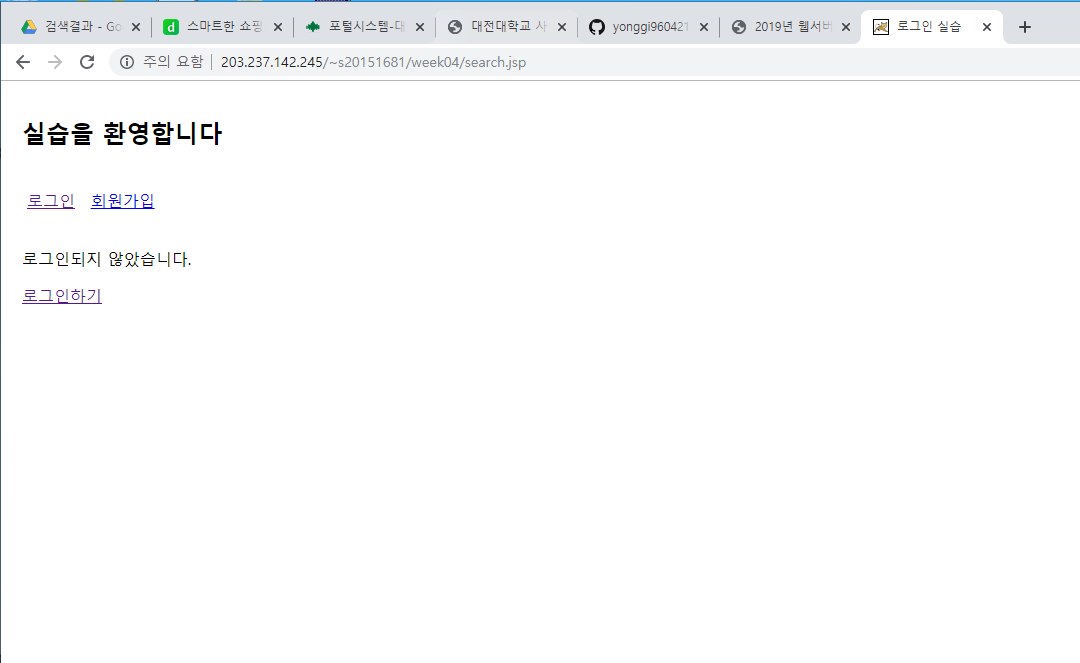 검색결과 - Go
스마트한 쇼핑
포털시스템-대
대전대학교 사
yonggi960421
2019년 웹서버
로그인 실습
주의 요함 | 203.237.142.245/~s20151681/week04/search.jsp
실습을 환영합니다
로그인 회원가입
로그인되지 않았습니다.
로그인하기